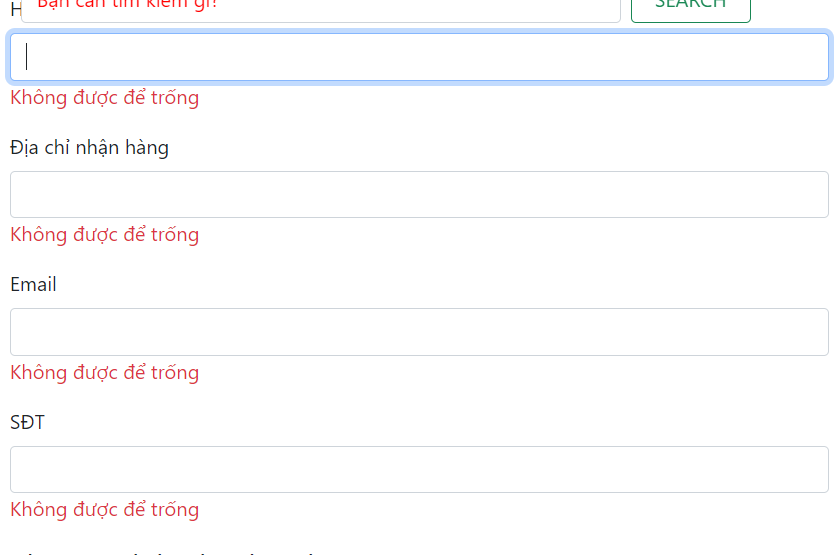 Bạn cần tìm kiếm gì?
SEARCH
Không được để trống
Địa chỉ nhận hàng
Không được để trống
Email
Không được để trống
SĐT
Không được để trống